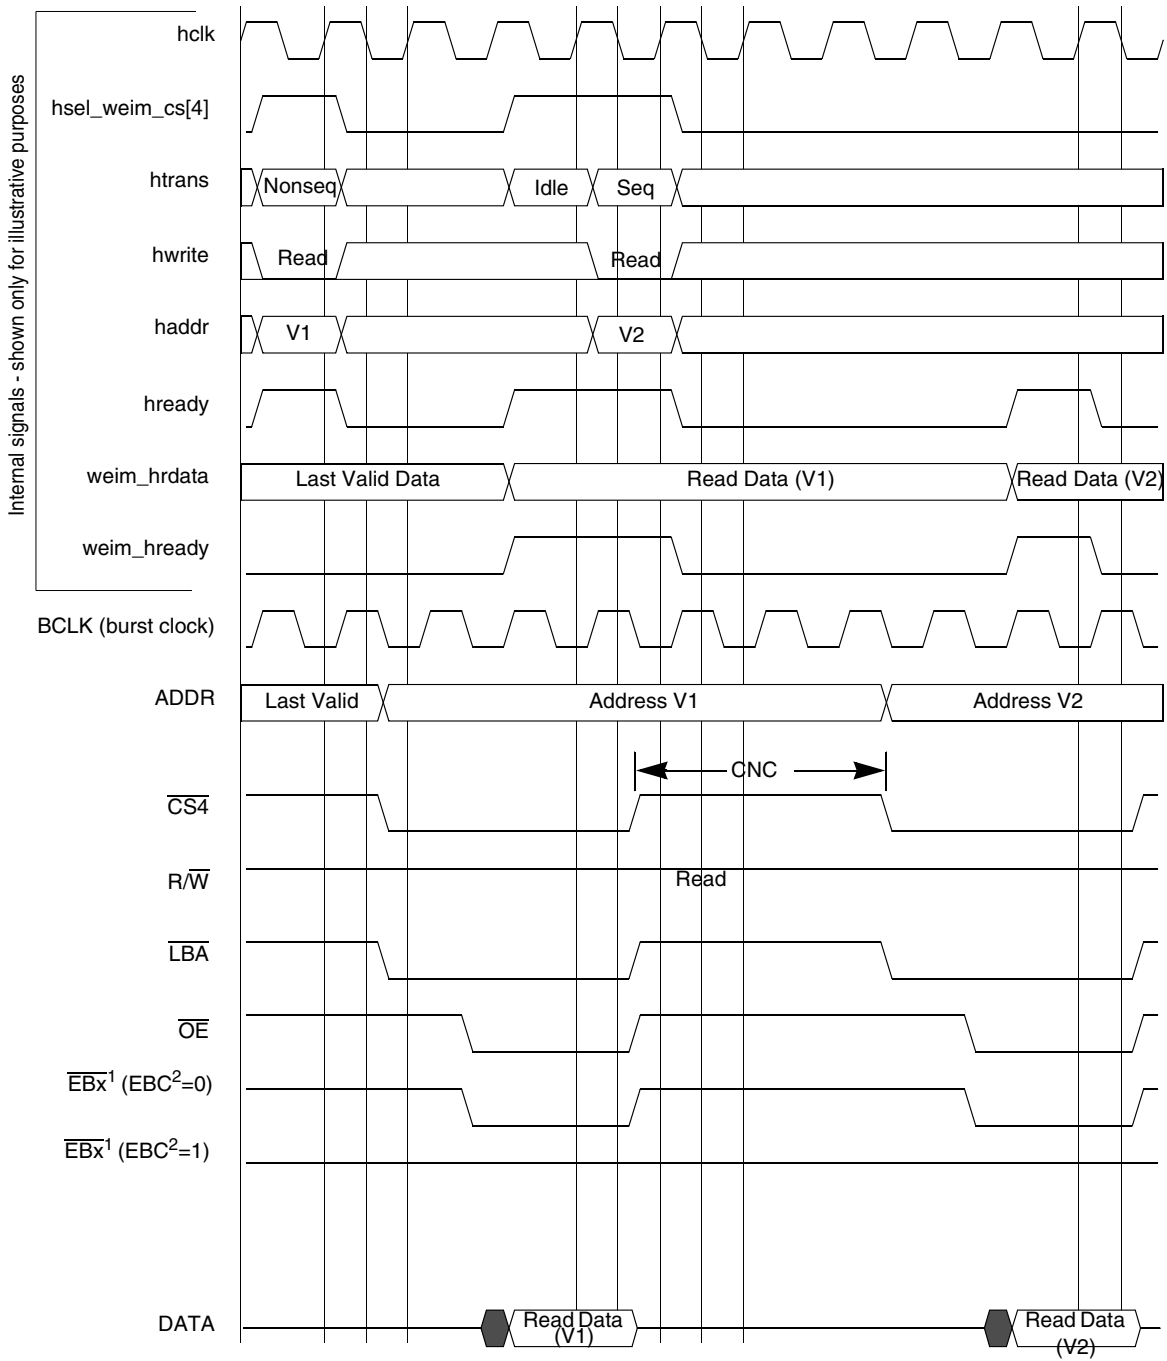 Internal signals - shown only for illustrative purposes
hclk
hsel_weim_cs[4]
htrans
Nonseq
Idle
Seq
hwrite
Read
Read
haddr
V1
V2
hready
weim_hrdata
Last Valid Data
Read Data (V1)
Read Data (V2)
weim_hready
BCLK (burst clock)
ADDR
Last Valid
Address V1
Address V2
CNC
CS4
R/W
Read
LBA
OE
EBx1 (EBC2=0)
EBx1 (EBC2=1)
DATA
Read Data
(V1)
Read Data
(V2)